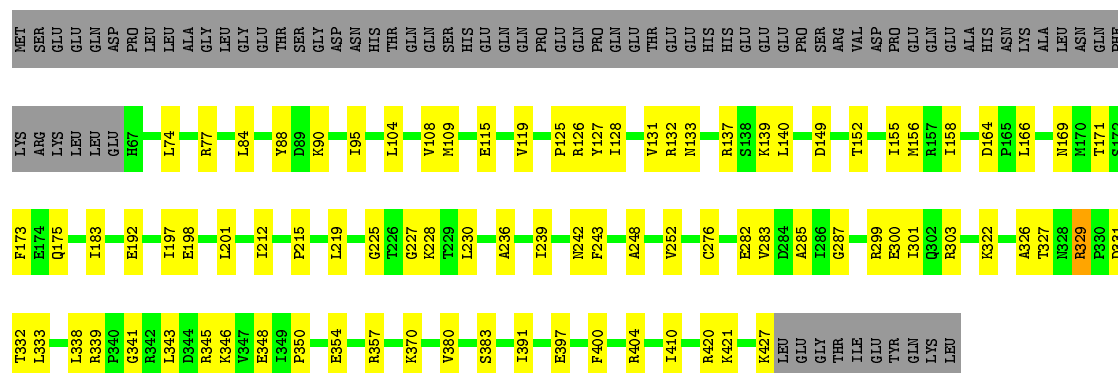 MET SER GLU GLU GLN ASP PRO LEU LEU ALA GLY LEU GLY GLU THR SER GLY ASP ASN HIS THR GLN GLN SER HIS GLU GLN GLN PRO GLU GLN PRO GLN GLU THR GLU GLU HIS HIS GLU GLU GLU PRO SER ARG VAL ASP PRO GLU GLN GLU ALA HIS ASN LYS ALA LEU ASN GLN PHE
LYS ARG LYS LEU LEU GLU H67 L74 R77 L84 Y88 D89 K90 I95 L104 V108 M109 E115 V119 P125 R126 Y127 I128 V131 R132 N133 R137 S138 K139 L140 D149 T152 I155 M156 R157 I158 D164 P165 L166 N169 M170 T171 S172
F173 E174 Q175 I183 E192 I197 E198 L201 I212 P215 L219 G225 T226 G227 K228 T229 L230 A236 I239 N242 F243 A248 V252 C276 E282 V283 D284 A285 I286 G287 R299 E300 I301 Q302 R303 K322 A326 T327 N328 R329 P330 D331
T332 L333 L338 R339 P340 G341 R342 L343 D344 R345 K346 V347 E348 I349 P350 E354 R357 K370 V380 S383 I391 E397 F400 R404 I410 R420 K421 K427 LEU GLU GLY THR ILE GLU TYR GLN LYS LEU